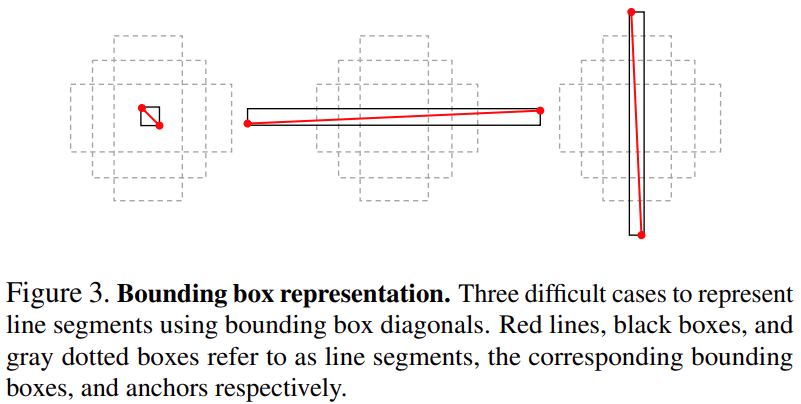 Figure 3. Bounding box representation. Three difficult cases to represent
line segments using bounding box diagonals. Red lines, black boxes, and
gray dotted boxes refer to as line segments, the corresponding bounding
boxes, and anchors respectively.